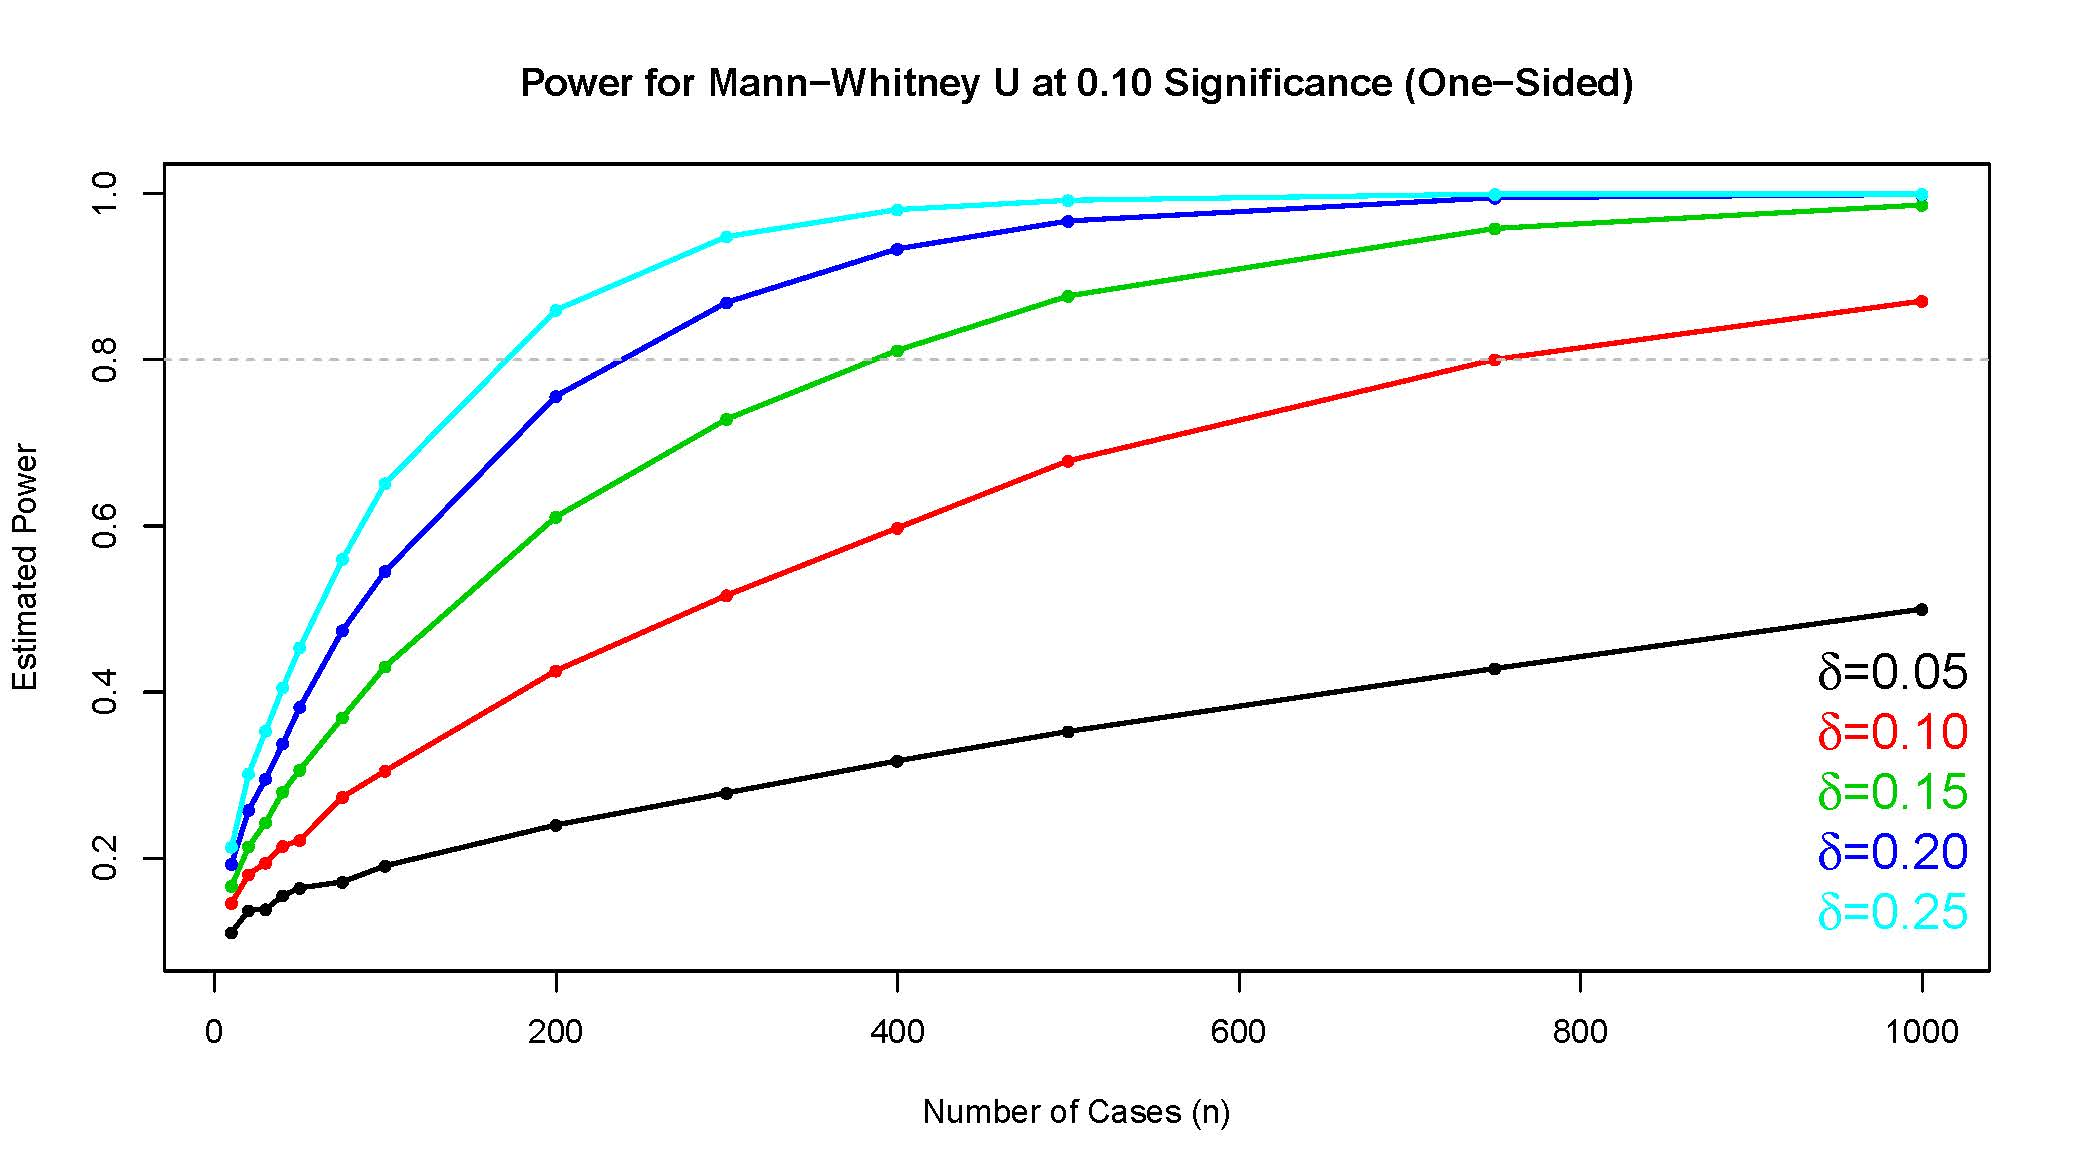 Power for Mann−Whitney U at 0.10 Significance (One−Sided)
Estimated Power
1.0
0.8
0.6
0.4
0.2
δ=0.05
δ=0.10
δ=0.15
δ=0.20
δ=0.25
0 200 400 600 800 1000
Number of Cases (n)